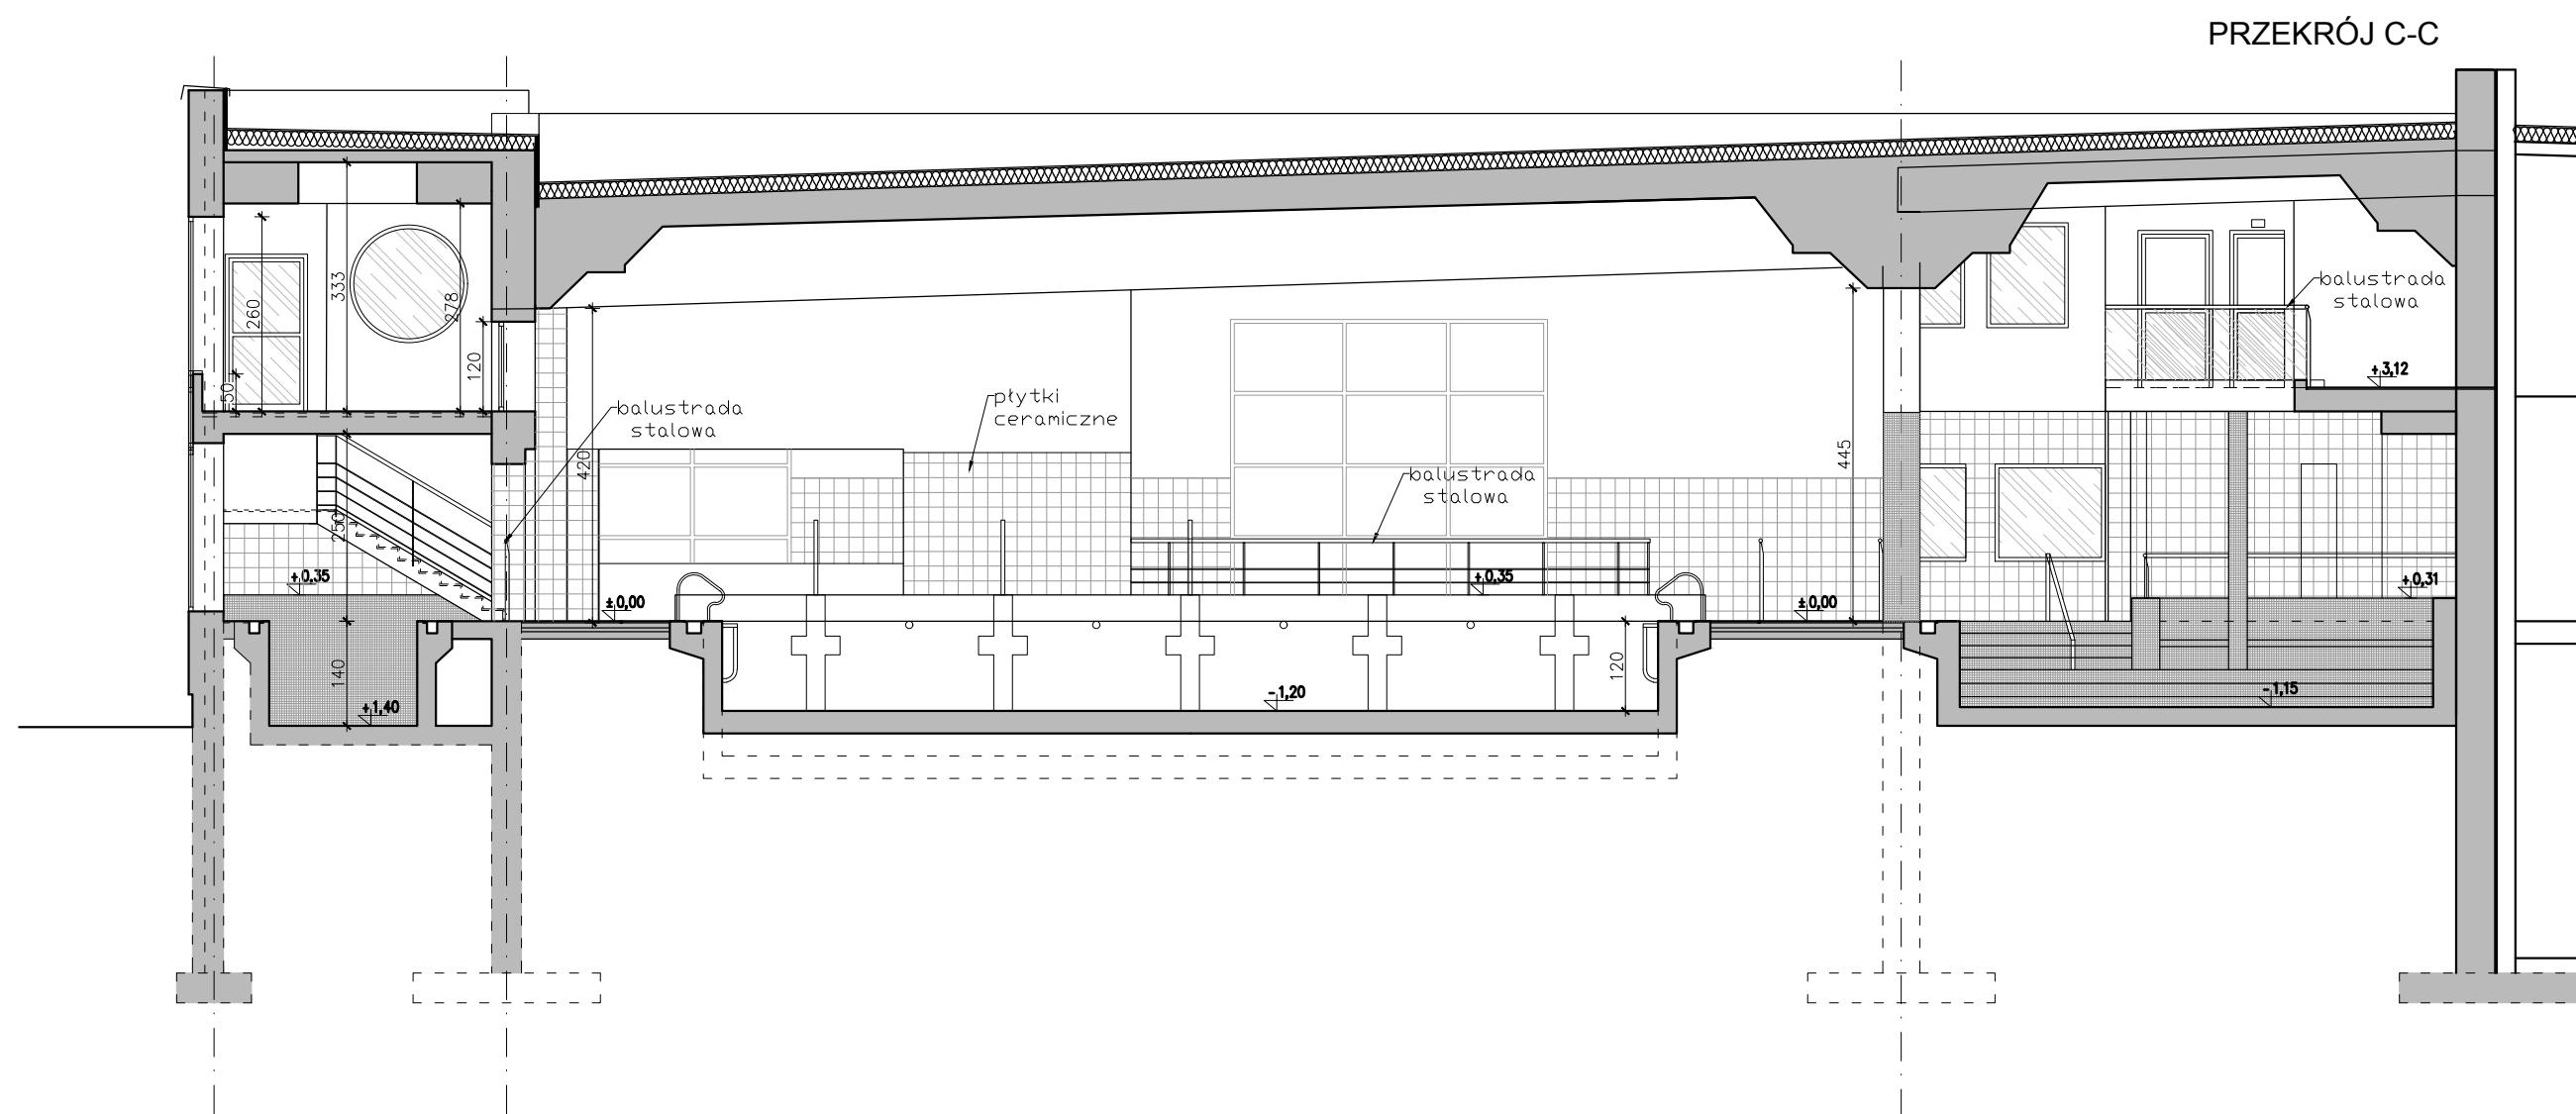 PRZEKRÓJ C-C
260
333
278
50
120
balustrada
stalowa
płytki
ceramiczne
balustrada
stalowa
balustrada
stalowa
+3,12
420
445
250
+0,35
±0,00
+0,35
±0,00
+0,31
140
+1,40
-1,20
120
-1,15